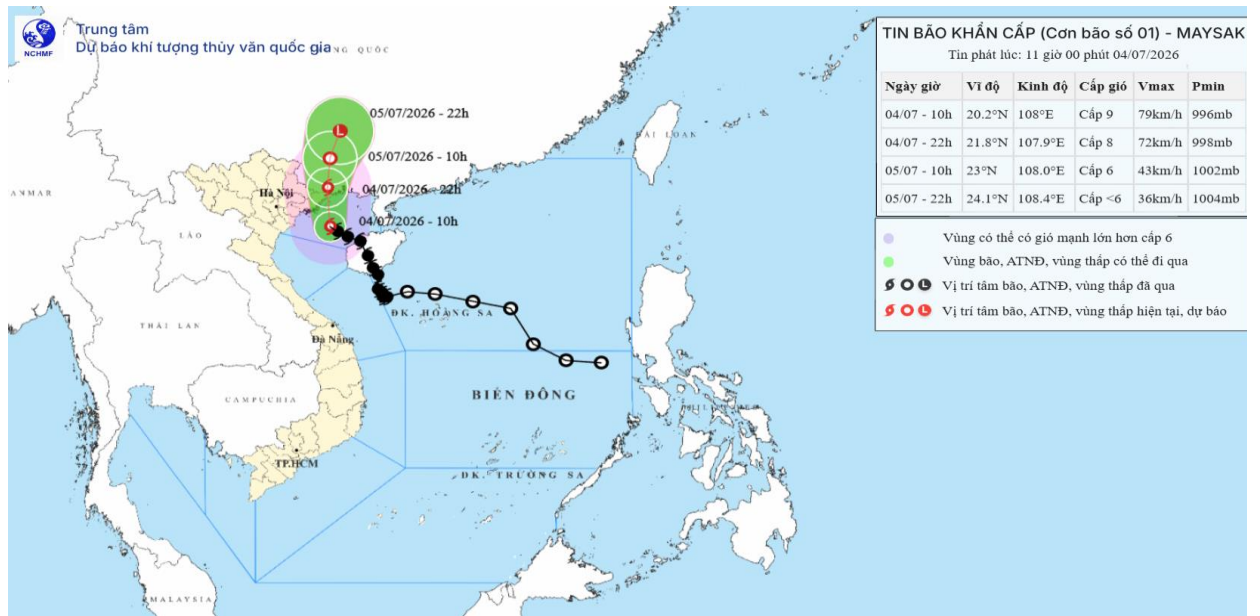 Trung tâm
Dự báo khí tượng thủy văn quốc gia
NCHMF
TIN BÃO KHẨN CẤP (Cơn bão số 01) - MAYSAK
Tin phát lúc: 11 giờ 00 phút 04/07/2026
Ngày giờ Vĩ độ Kinh độ Cấp gió Vmax Pmin
04/07 - 10h 20.2°N 108°E Cấp 9 79km/h 996mb
04/07 - 22h 21.8°N 107.9°E Cấp 8 72km/h 998mb
05/07 - 10h 23°N 108.0°E Cấp 6 43km/h 1002mb
05/07 - 22h 24.1°N 108.4°E Cấp <6 36km/h 1004mb
Vùng có thể có gió mạnh lớn hơn cấp 6
Vùng bão, ATNĐ, vùng thấp có thể đi qua
Vị trí tâm bão, ATNĐ, vùng thấp đã qua
Vị trí tâm bão, ATNĐ, vùng thấp hiện tại, dự báo
QUỐC
05/07/2026 - 22h
L
05/07/2026 - 10h
04/07/2026 - 22h
04/07/2026 - 10h
ĐÀI LOAN
Hà Nội
ANMAR
LÀO
THÁI LAN
ĐK. HOÀNG SA
Đà Nẵng
CAMPUCHIA
BIỂN ĐÔNG
TP.HCM
ĐK. TRƯỜNG SA
MALAYSIA